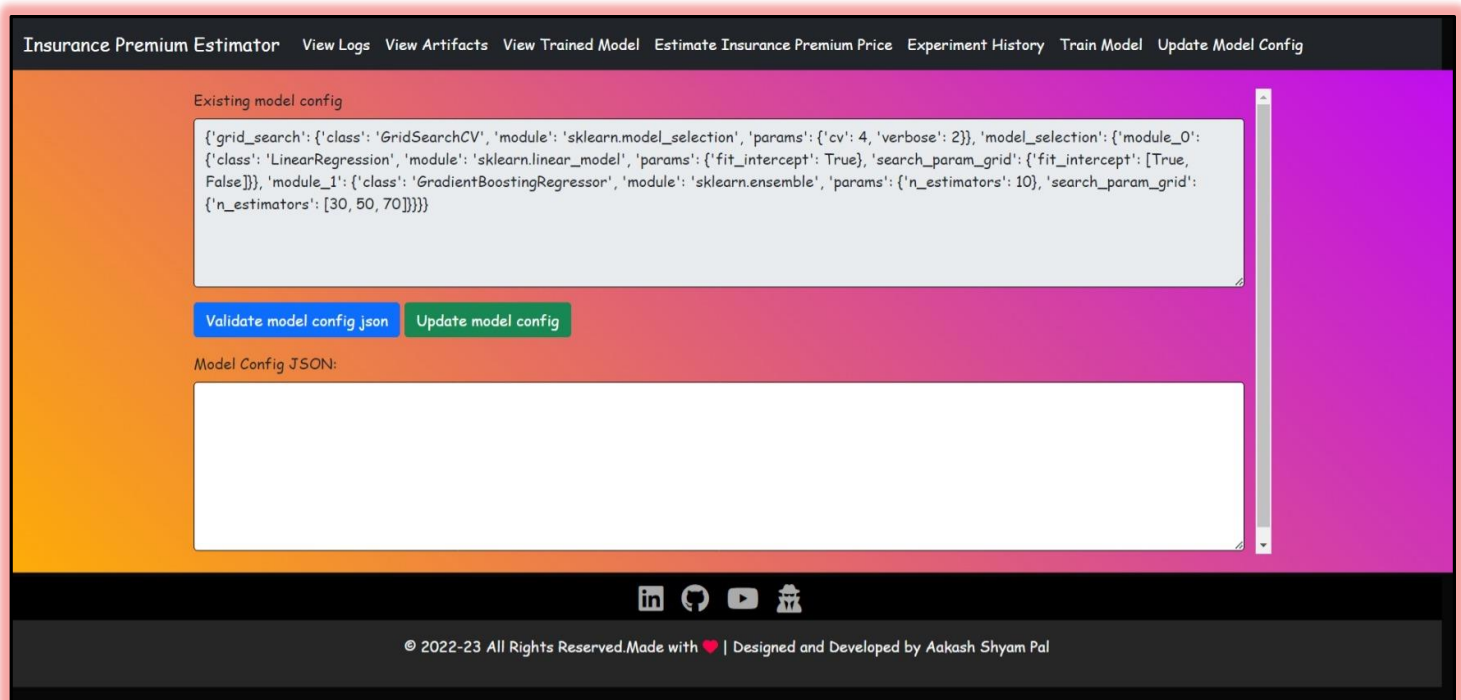 Insurance Premium Estimator View Logs View Artifacts View Trained Model Estimate Insurance Premium Price Experiment History Train Model Update Model Config
Existing model config
{'grid_search': {'class': 'GridSearchCV', 'module': 'sklearn.model_selection', 'params': {'cv': 4, 'verbose': 2}}, 'model_selection': {'module_0':
{'class': 'LinearRegression', 'module': 'sklearn.linear_model', 'params': {'fit_intercept': True}, 'search_param_grid': {'fit_intercept': [True,
False]}}, 'module_1': {'class': 'GradientBoostingRegressor', 'module': 'sklearn.ensemble', 'params': {'n_estimators': 10}, 'search_param_grid':
{'n_estimators': [30, 50, 70]}}}}
Validate model config json Update model config
Model Config JSON:
in
© 2022-23 All Rights Reserved.Made with ❤ | Designed and Developed by Aakash Shyam Pal